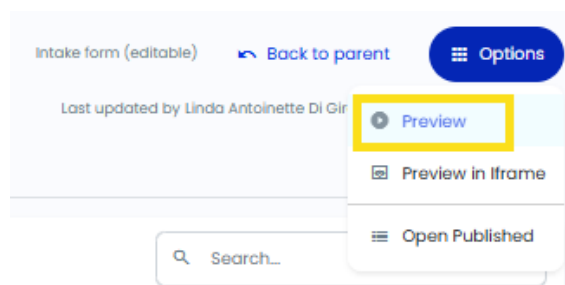 Intake form (editable) Back to parent Options
Last updated by Linda Antoinette Di
Preview
Preview in Iframe
Open Published
Search...